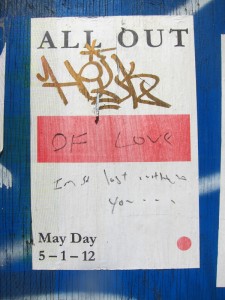 ALL OUT
OF LOVE
I'm so lost without
you....
May Day
5-1-12